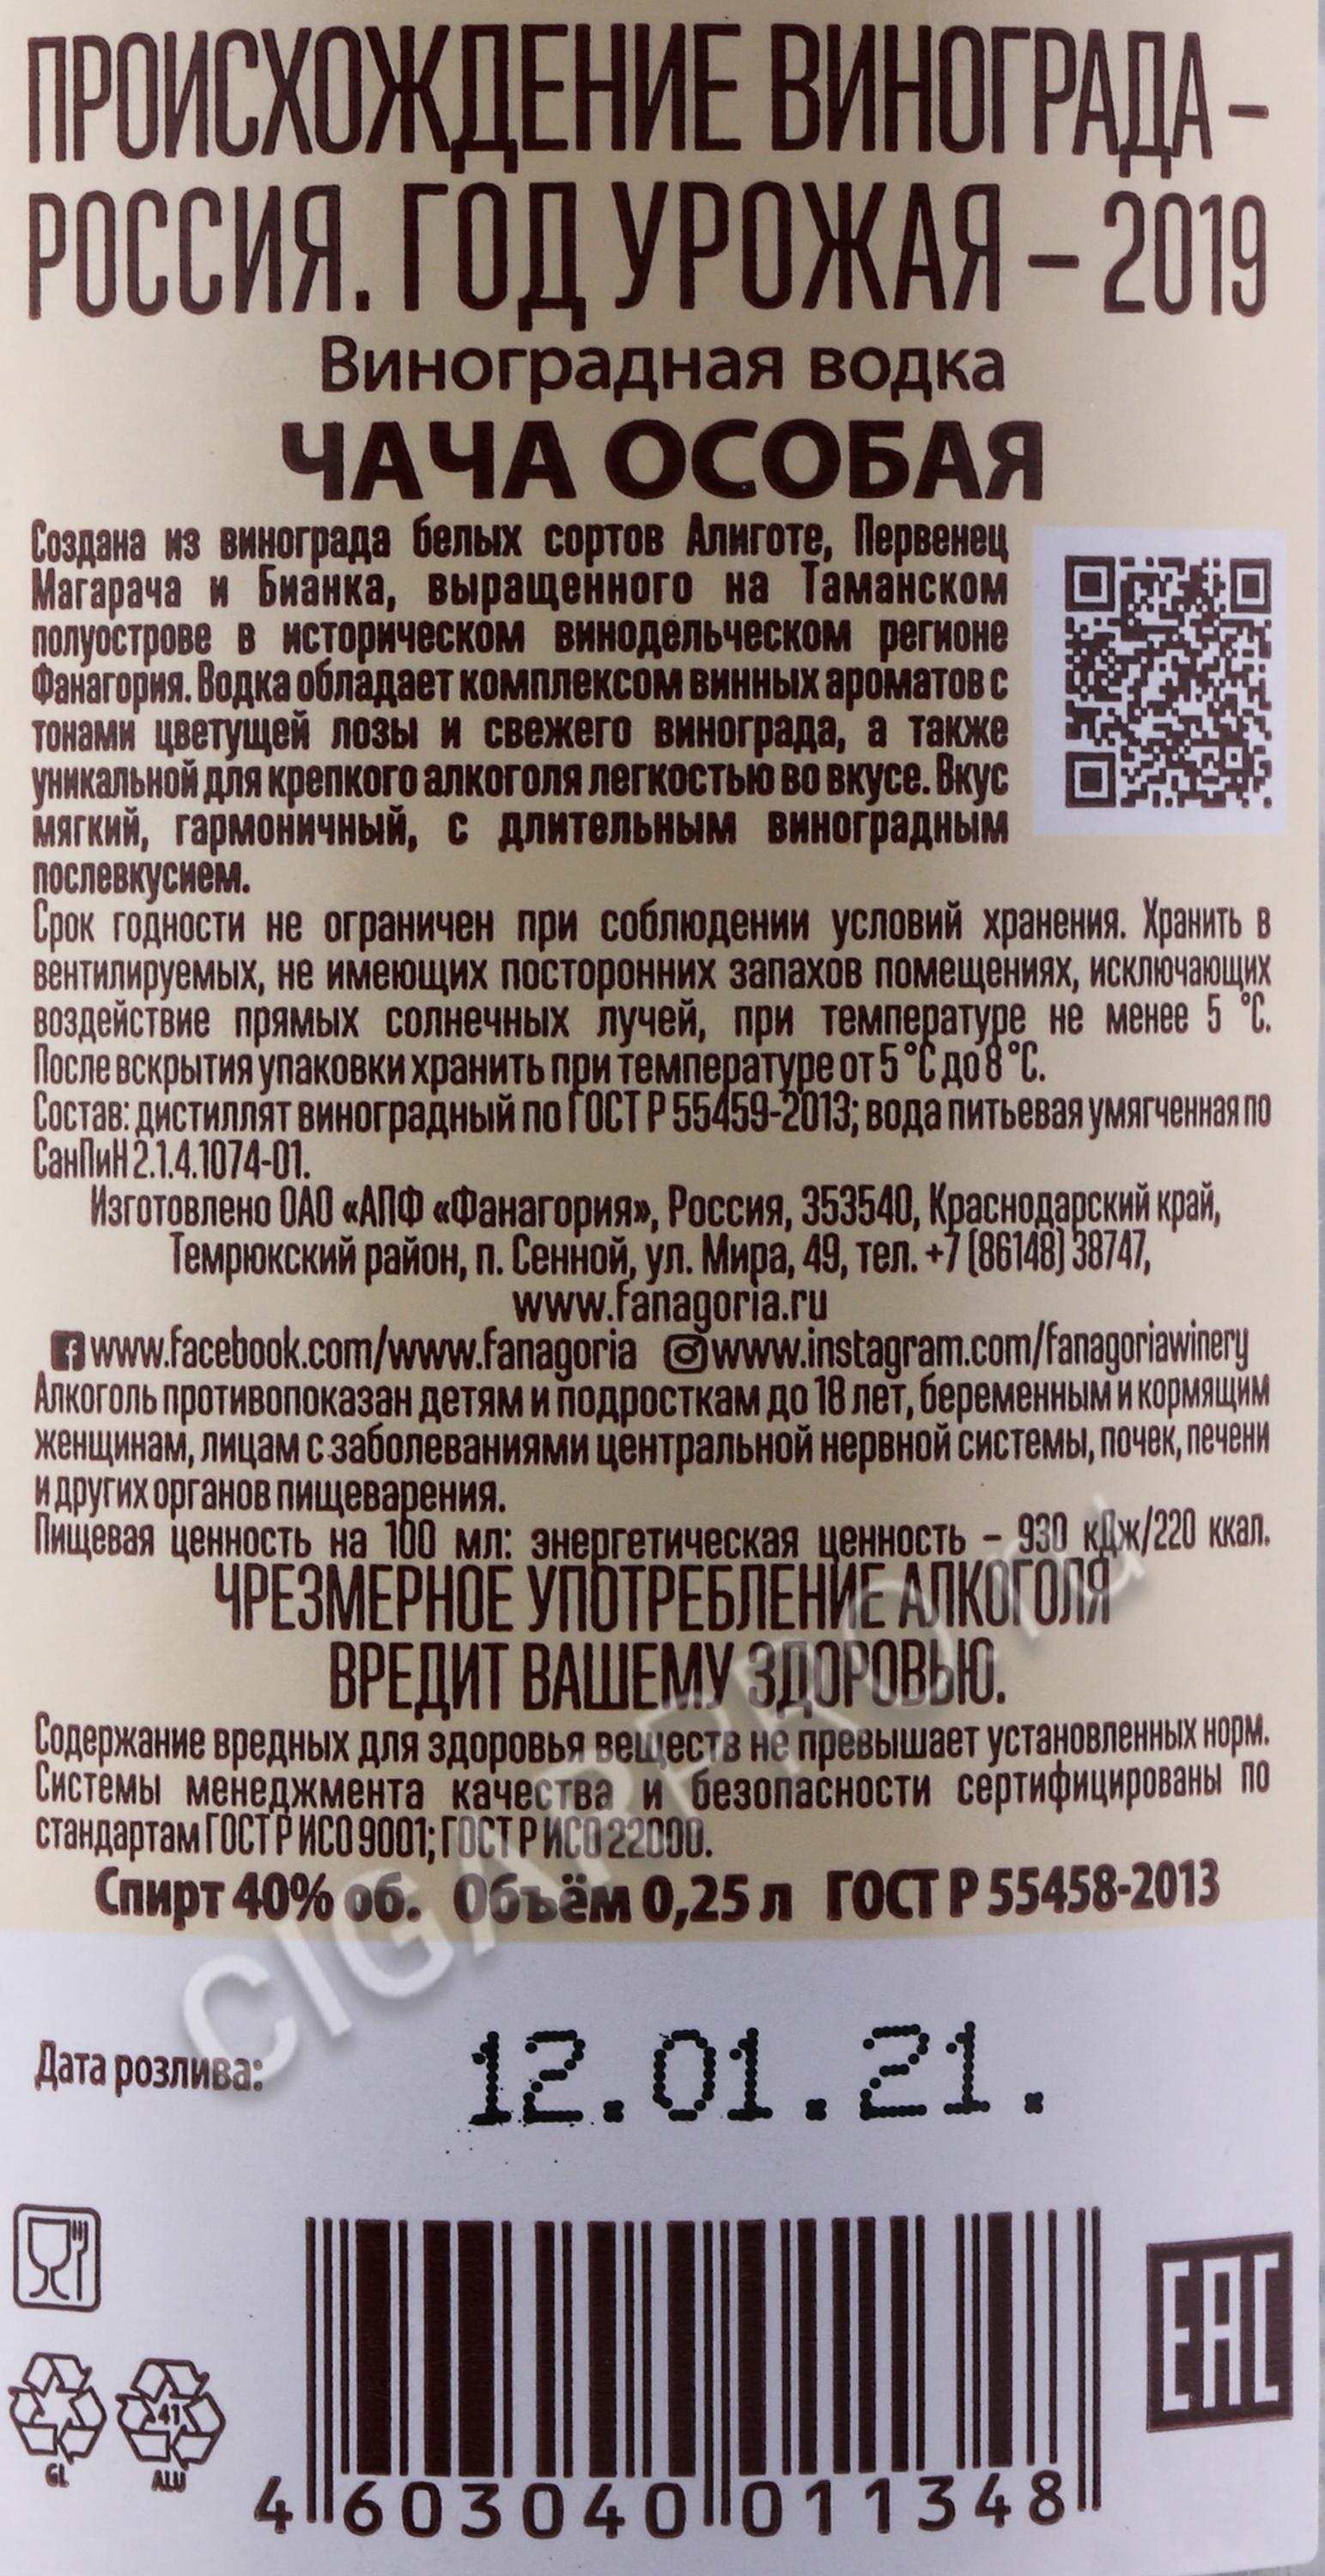 ПРОИСХОЖДЕНИЕ ВИНОГРАДА –
РОССИЯ. ГОД УРОЖАЯ – 2019
Виноградная водка
ЧАЧА ОСОБАЯ
Создана из винограда белых сортов Алиготе, Первенец
Магарача и Бианка, выращенного на Таманском
полуострове в историческом винодельческом регионе
Фанагория. Водка обладает комплексом винных ароматов с
тонами цветущей лозы и свежего винограда, а также
уникальной для крепкого алкоголя легкостью во вкусе. Вкус
мягкий, гармоничный, с длительным виноградным
послевкусием.
Срок годности не ограничен при соблюдении условий хранения. Хранить в
вентилируемых, не имеющих посторонних запахов помещениях, исключающих
воздействие прямых солнечных лучей, при температуре не менее 5 °С.
После вскрытия упаковки хранить при температуре от 5 °С до 8 °С.
Состав: дистиллят виноградный по ГОСТ Р 55459-2013; вода питьевая умягченная по
СанПиН 2.1.4.1074-01.
Изготовлено ОАО «АПФ «Фанагория», Россия, 353540, Краснодарский край,
Темрюкский район, п. Сенной, ул. Мира, 49, тел. +7 (86148) 38747,
www.fanagoria.ru
www.facebook.com/www.fanagoria www.instagram.com/fanagoriawinery
Алкоголь противопоказан детям и подросткам до 18 лет, беременным и кормящим
женщинам, лицам с заболеваниями центральной нервной системы, почек, печени
и других органов пищеварения.
Пищевая ценность на 100 мл: энергетическая ценность – 930 кДж/220 ккал.
ЧРЕЗМЕРНОЕ УПОТРЕБЛЕНИЕ АЛКОГОЛЯ
ВРЕДИТ ВАШЕМУ ЗДОРОВЬЮ.
Содержание вредных для здоровья веществ не превышает установленных норм.
Системы менеджмента качества и безопасности сертифицированы по
стандартам ГОСТ Р ИСО 9001; ГОСТ Р ИСО 22000.
Спирт 40% об. Объём 0,25 л ГОСТ Р 55458-2013
CIGARPRO.ru
Дата розлива: 12.01.21.
EAC
41
GL ALU
4 603040 011348